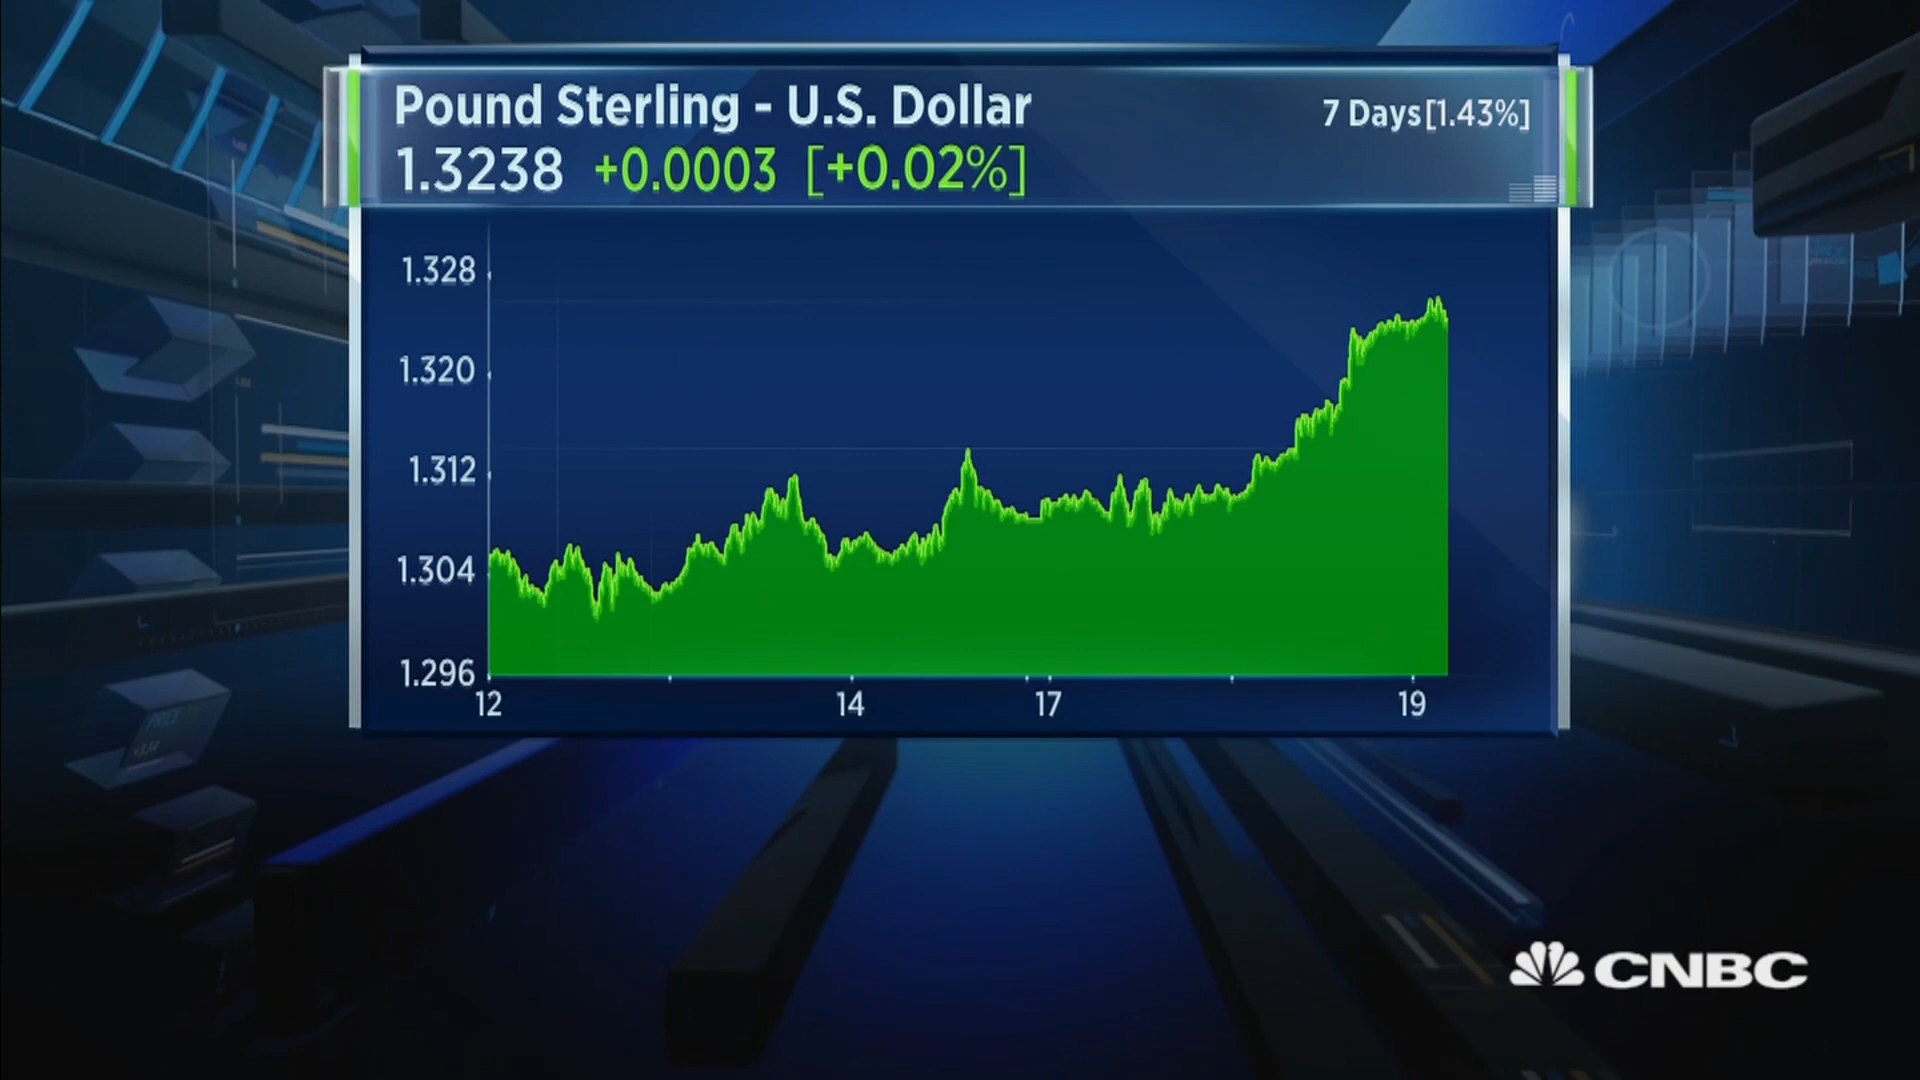 Pound Sterling - U.S. Dollar
7 Days[1.43%]
1.3238 +0.0003 [+0.02%]
1.328
1.320
1.312
1.304
1.296
12 14 17 19
PRICE
CNBC